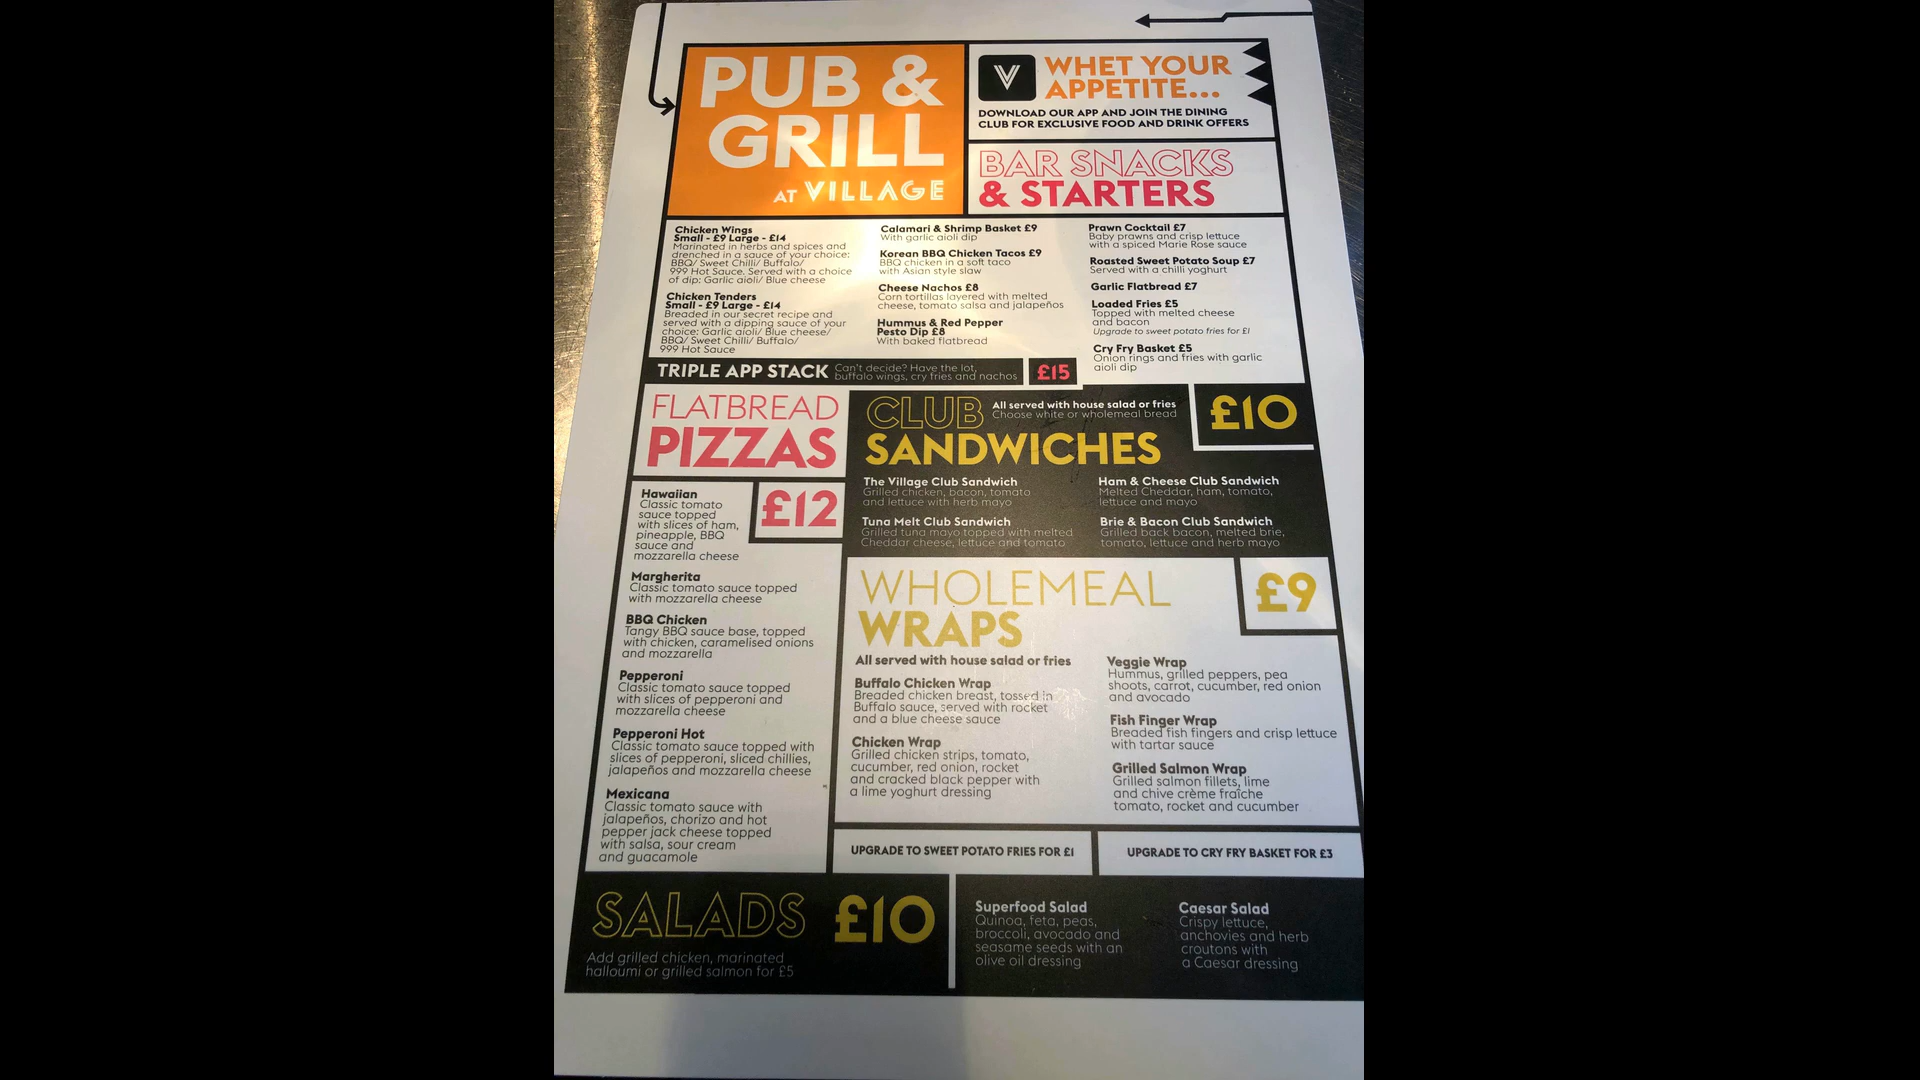 PUB &
GRILL
AT VILLAGE
V
WHET YOUR
APPETITE...
DOWNLOAD OUR APP AND JOIN THE DINING
CLUB FOR EXCLUSIVE FOOD AND DRINK OFFERS
BAR SNACKS
& STARTERS
Chicken Wings
Small - £9 Large - £14
Marinated in herbs and spices and
drenched in a sauce of your choice:
BBQ/ Sweet Chilli/ Buffalo/
999 Hot Sauce. Served with a choice
of dip: Garlic aioli/ Blue cheese
Chicken Tenders
Small - £9 Large - £14
Breaded in our secret recipe and
served with a dipping sauce of your
choice: Garlic aioli/ Blue cheese/
BBQ/ Sweet Chilli/ Buffalo/
999 Hot Sauce
Calamari & Shrimp Basket £9
With garlic aioli dip
Korean BBQ Chicken Tacos £9
BBQ chicken in a soft taco
with Asian style slaw
Cheese Nachos £8
Corn tortillas layered with melted
cheese, tomato salsa and jalapeños
Hummus & Red Pepper
Pesto Dip £8
With baked flatbread
Prawn Cocktail £7
Baby prawns and crisp lettuce
with a spiced Marie Rose sauce
Roasted Sweet Potato Soup £7
Served with a chilli yoghurt
Garlic Flatbread £7
Loaded Fries £5
Topped with melted cheese
and bacon
Upgrade to sweet potato fries for £1
Cry Fry Basket £5
Onion rings and fries with garlic
aioli dip
TRIPLE APP STACK
Can't decide? Have the lot,
buffalo wings, cry fries and nachos
£15
FLATBREAD
PIZZAS
£12
Hawaiian
Classic tomato
sauce topped
with slices of ham,
pineapple, BBQ
sauce and
mozzarella cheese
Margherita
Classic tomato sauce topped
with mozzarella cheese
BBQ Chicken
Tangy BBQ sauce base, topped
with chicken, caramelised onions
and mozzarella
Pepperoni
Classic tomato sauce topped
with slices of pepperoni and
mozzarella cheese
Pepperoni Hot
Classic tomato sauce topped with
slices of pepperoni, sliced chillies,
jalapeños and mozzarella cheese
Mexicana
Classic tomato sauce with
jalapeños, chorizo and hot
pepper jack cheese topped
with salsa, sour cream
and guacamole
CLUB
SANDWICHES
All served with house salad or fries
Choose white or wholemeal bread
£10
The Village Club Sandwich
Grilled chicken, bacon, tomato
and lettuce with herb mayo
Tuna Melt Club Sandwich
Grilled tuna mayo topped with melted
Cheddar cheese, lettuce and tomato
Ham & Cheese Club Sandwich
Melted Cheddar, ham, tomato,
lettuce and mayo
Brie & Bacon Club Sandwich
Grilled back bacon, melted brie,
tomato, lettuce and herb mayo
WHOLEMEAL
WRAPS
£9
All served with house salad or fries
Buffalo Chicken Wrap
Breaded chicken breast, tossed in
Buffalo sauce, served with rocket
and a blue cheese sauce
Chicken Wrap
Grilled chicken strips, tomato,
cucumber, red onion, rocket
and cracked black pepper with
a lime yoghurt dressing
Veggie Wrap
Hummus, grilled peppers, pea
shoots, carrot, cucumber, red onion
and avocado
Fish Finger Wrap
Breaded fish fingers and crisp lettuce
with tartar sauce
Grilled Salmon Wrap
Grilled salmon fillets, lime
and chive crème fraîche
tomato, rocket and cucumber
UPGRADE TO SWEET POTATO FRIES FOR £1
UPGRADE TO CRY FRY BASKET FOR £3
SALADS
£10
Add grilled chicken, marinated
halloumi or grilled salmon for £5
Superfood Salad
Quinoa, feta, peas,
broccoli, avocado and
seasame seeds with an
olive oil dressing
Caesar Salad
Crispy lettuce,
anchovies and herb
croutons with
a Caesar dressing